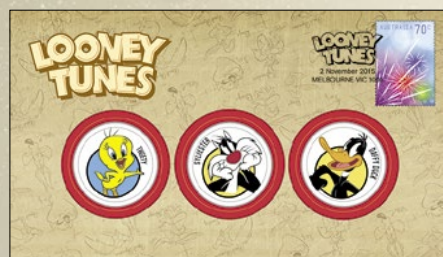 LOONEY
TUNES
LOONEY
TUNES
2 November 2015
MELBOURNE VIC
AUSTRALIA 70c
TWEETY
SYLVESTER
DAFFY DUCK